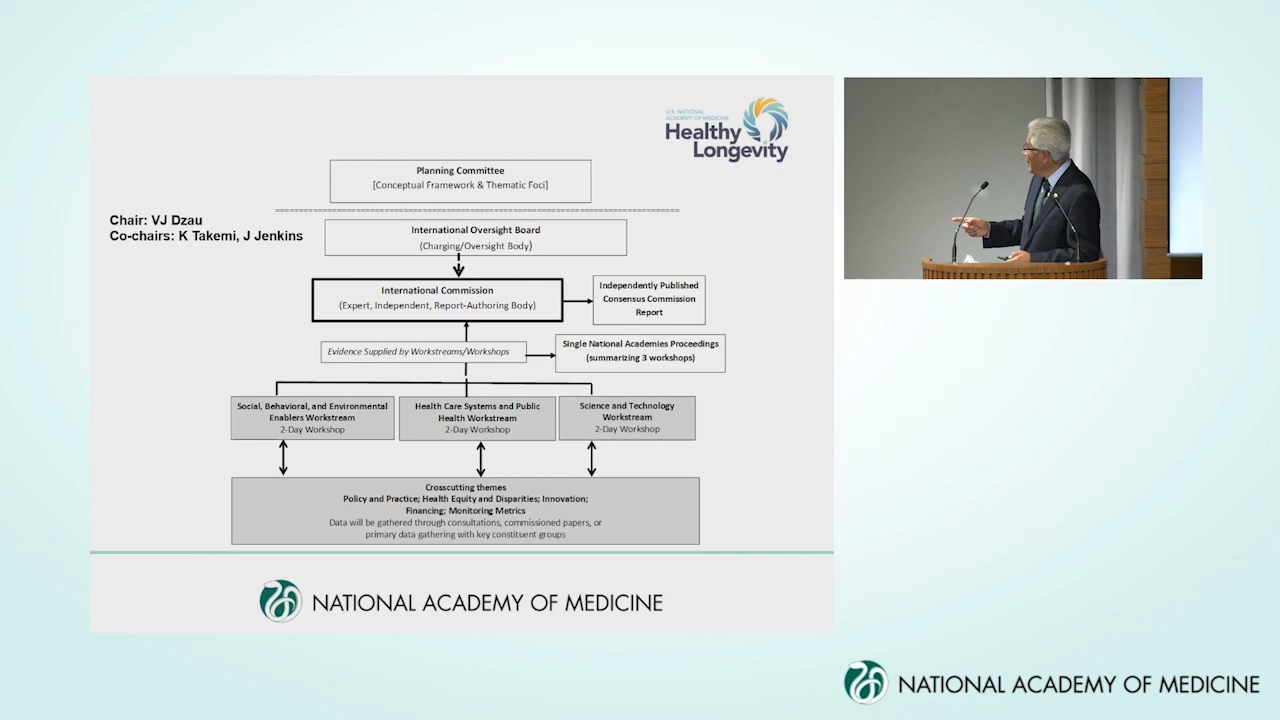 U.S. NATIONAL
ACADEMY OF MEDICINE
Healthy
Longevity
Planning Committee
[Conceptual Framework & Thematic Foci]
Chair: VJ Dzau
Co-chairs: K Takemi, J Jenkins
International Oversight Board
(Charging/Oversight Body)
International Commission
(Expert, Independent, Report-Authoring Body)
Independently Published
Consensus Commission
Report
Evidence Supplied by Workstreams/Workshops
Single National Academies Proceedings
(summarizing 3 workshops)
Social, Behavioral, and Environmental
Enablers Workstream
2-Day Workshop
Health Care Systems and Public
Health Workstream
2-Day Workshop
Science and Technology
Workstream
2-Day Workshop
Crosscutting themes
Policy and Practice; Health Equity and Disparities; Innovation;
Financing; Monitoring Metrics
Data will be gathered through consultations, commissioned papers, or
primary data gathering with key constituent groups
NATIONAL ACADEMY OF MEDICINE
NATIONAL ACADEMY OF MEDICINE